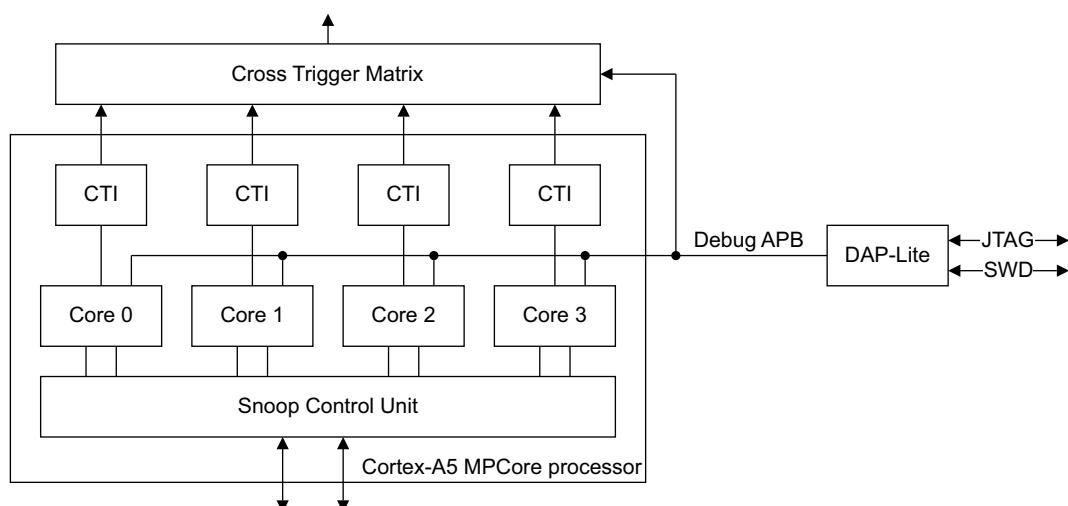 Cross Trigger Matrix
CTI CTI CTI CTI
Debug APB
DAP-Lite
JTAG
SWD
Core 0 Core 1 Core 2 Core 3
Snoop Control Unit
Cortex-A5 MPCore processor